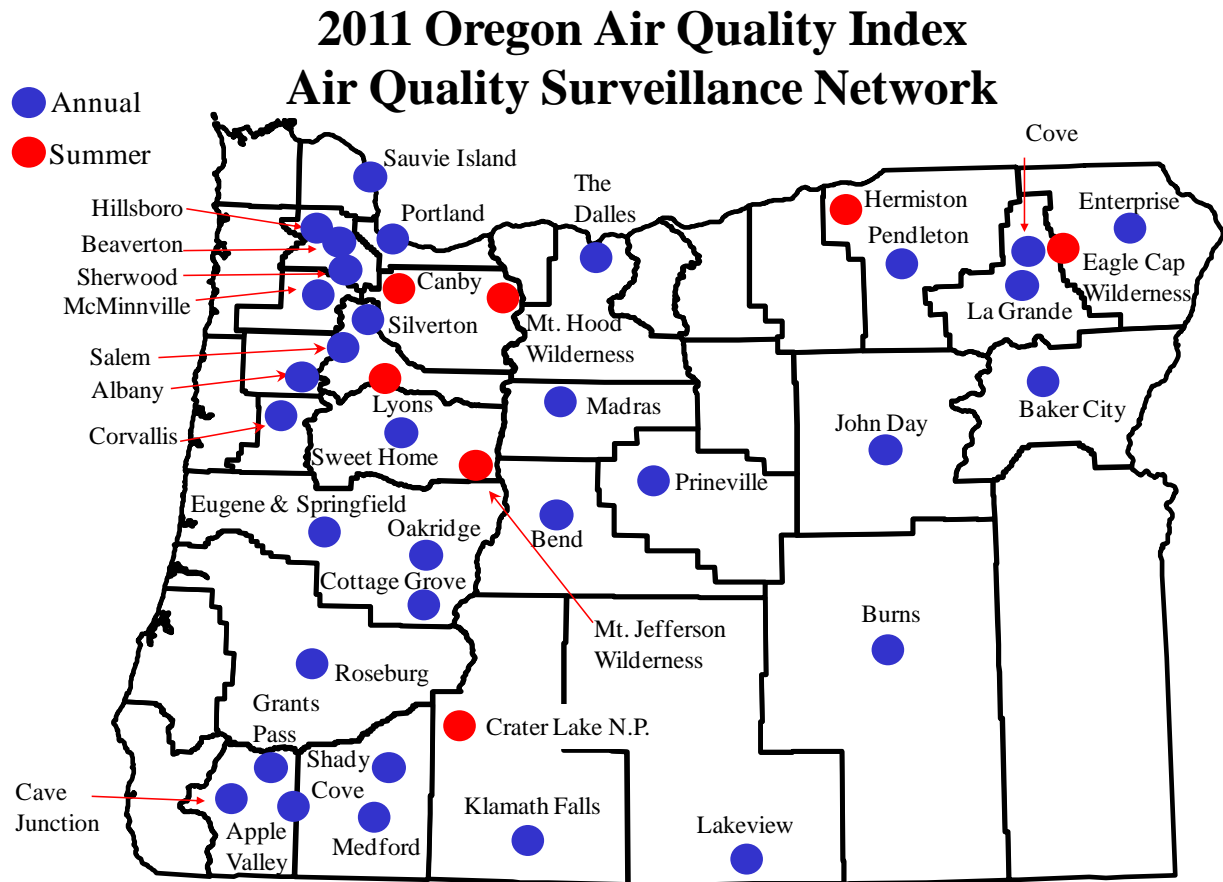 2011 Oregon Air Quality Index
Air Quality Surveillance Network
Annual
Summer
Cove
Sauvie Island
The
Dalles
Hermiston
Enterprise
Hillsboro
Portland
Pendleton
Beaverton
Eagle Cap
Wilderness
Sherwood
Canby
McMinnville
La Grande
Silverton
Mt. Hood
Wilderness
Salem
Albany
Lyons
Madras
Baker City
John Day
Corvallis
Sweet Home
Prineville
Eugene & Springfield
Oakridge
Bend
Cottage Grove
Burns
Mt. Jefferson
Wilderness
Roseburg
Grants
Pass
Crater Lake N.P.
Shady
Cove
Cave
Junction
Klamath Falls
Apple
Valley
Medford
Lakeview